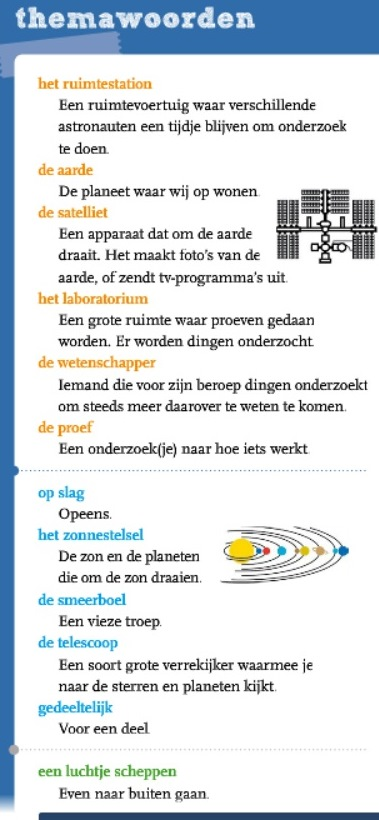 themawoorden
het ruimtestation
Een ruimtevoertuig waar verschillende
astronauten een tijdje blijven om onderzoek
te doen.
de aarde
De planeet waar wij op wonen.
de satelliet
Een apparaat dat om de aarde
draait. Het maakt foto's van de
aarde, of zendt tv-programma's uit.
het laboratorium
Een grote ruimte waar proeven gedaan
worden. Er worden dingen onderzocht.
de wetenschapper
Iemand die voor zijn beroep dingen onderzoekt
om steeds meer daarover te weten te komen.
de proef
Een onderzoek(je) naar hoe iets werkt.
op slag
Opeens.
het zonnestelsel
De zon en de planeten
die om de zon draaien.
de smeerboel
Een vieze troep.
de telescoop
Een soort grote verrekijker waarmee je
naar de sterren en planeten kijkt.
gedeeltelijk
Voor een deel.
een luchtje scheppen
Even naar buiten gaan.